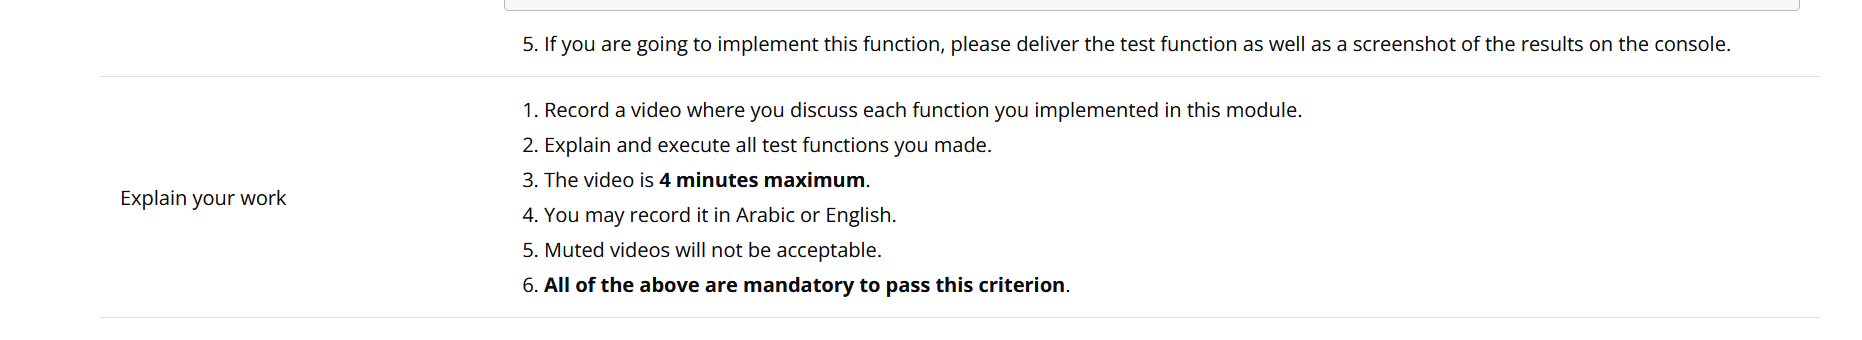 5. If you are going to implement this function, please deliver the test function as well as a screenshot of the results on the console.
Explain your work
1. Record a video where you discuss each function you implemented in this module.
2. Explain and execute all test functions you made.
3. The video is 4 minutes maximum.
4. You may record it in Arabic or English.
5. Muted videos will not be acceptable.
6. All of the above are mandatory to pass this criterion.